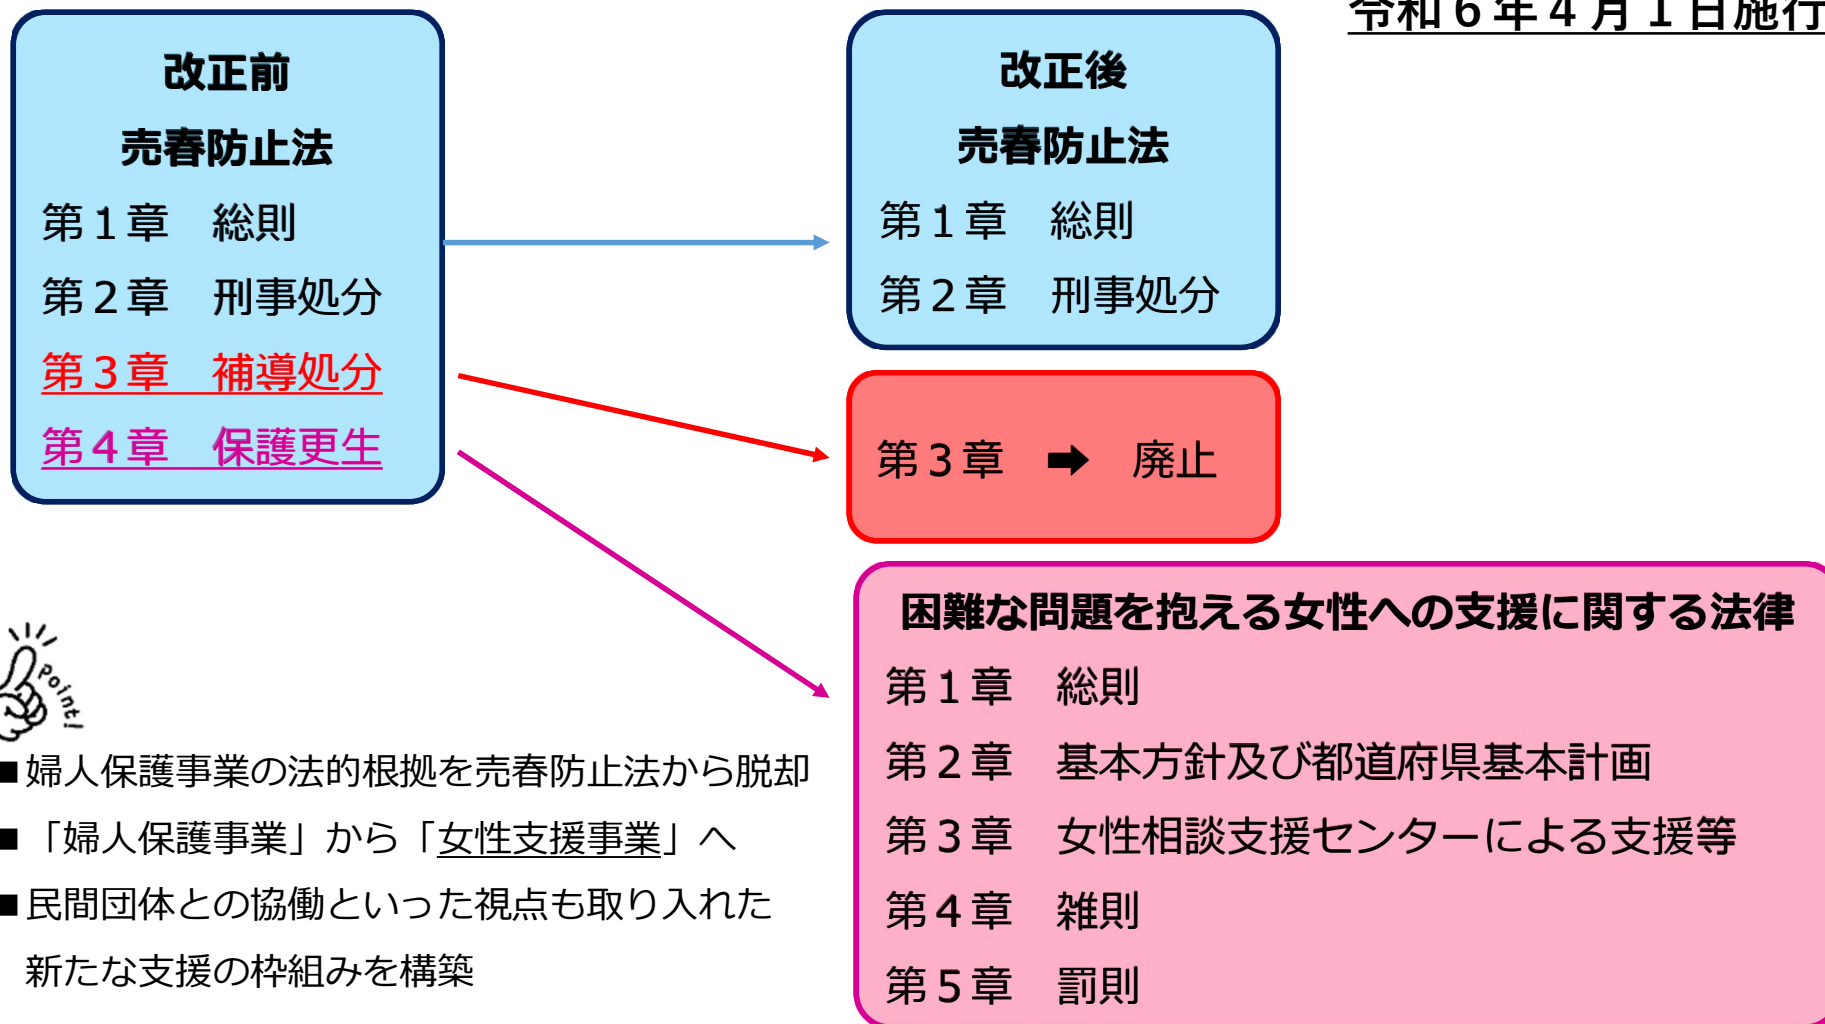 令和６年４月１日施行
改正前
売春防止法
第１章　総則
第２章　刑事処分
第３章　補導処分
第４章　保護更生
改正後
売春防止法
第１章　総則
第２章　刑事処分
第３章　➡　廃止
困難な問題を抱える女性への支援に関する法律
第１章　総則
第２章　基本方針及び都道府県基本計画
第３章　女性相談支援センターによる支援等
第４章　雑則
第５章　罰則
Point!
■婦人保護事業の法的根拠を売春防止法から脱却
■「婦人保護事業」から「女性支援事業」へ
■民間団体との協働といった視点も取り入れた
新たな支援の枠組みを構築